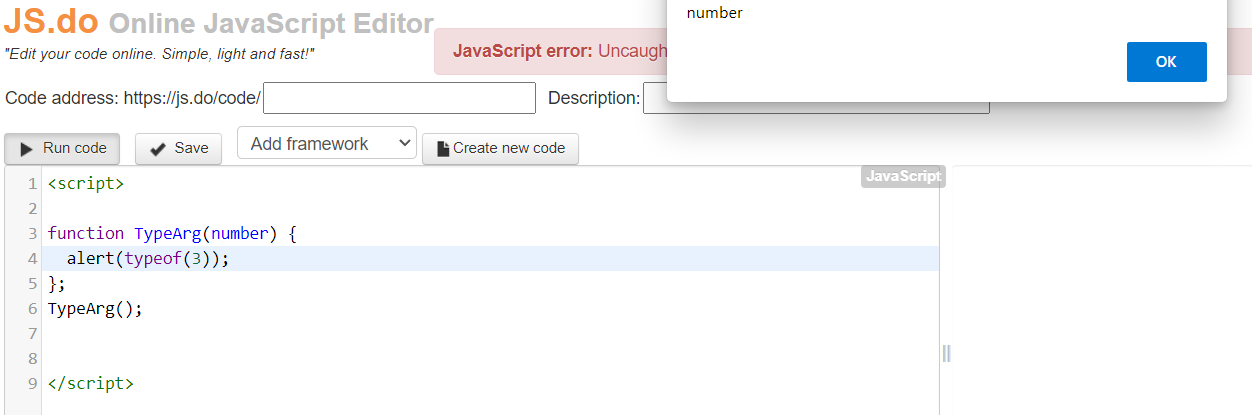 JS.do Online JavaScript Editor
"Edit your code online. Simple, light and fast!"
number
JavaScript error: Uncaugh
OK
Code address: https://js.do/code/ Description:
Run code Save Add framework Create new code
JavaScript
1 <script>
2
3 function TypeArg(number) {
4 alert(typeof(3));
5 };
6 TypeArg();
7
8
9 </script>